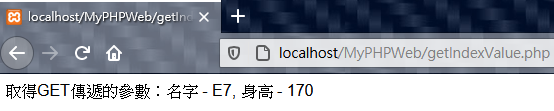 localhost/MyPHPWeb/getIndexV
localhost/MyPHPWeb/getIndexValue.php
取得GET傳遞的參數：名字 - E7, 身高 - 170